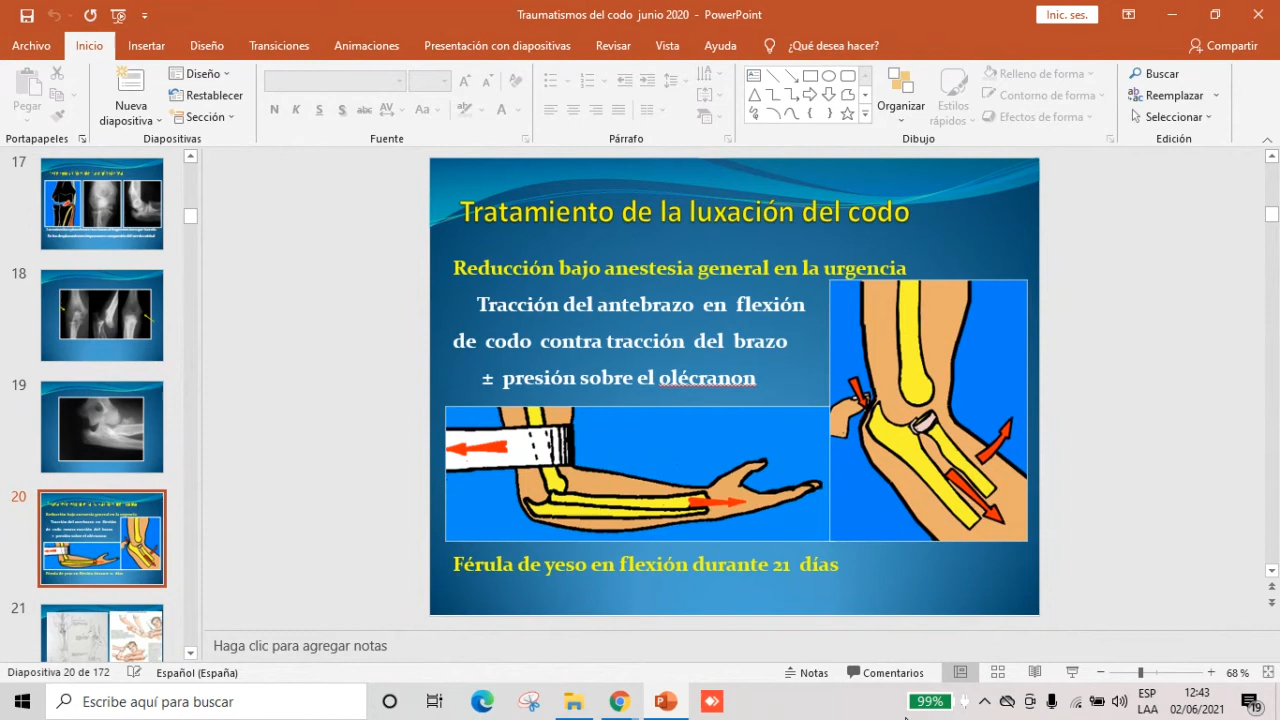 Traumatismos del codo junio 2020 - PowerPoint
Inic. ses.
Archivo Inicio Insertar Diseño Transiciones Animaciones Presentación con diapositivas Revisar Vista Ayuda ¿Qué desea hacer? Compartir
Pegar
Nueva diapositiva
Diseño
Restablecer
Sección
N K S S abc AV Aa A
Organizar
Estilos rápidos
Relleno de forma
Contorno de forma
Efectos de forma
Buscar
Reemplazar
Seleccionar
Portapapeles Diapositivas Fuente Párrafo Dibujo Edición
17
18
19
20
21
Tratamiento de la luxación del codo
Reducción bajo anestesia general en la urgencia
Tracción del antebrazo en flexión
de codo contra tracción del brazo
± presión sobre el olécranon
Férula de yeso en flexión durante 21 días
Haga clic para agregar notas
Diapositiva 20 de 172 Español (España) Notas Comentarios 68 %
Escribe aquí para buscar
99%
ESP
LAA
12:43
02/06/2021
19